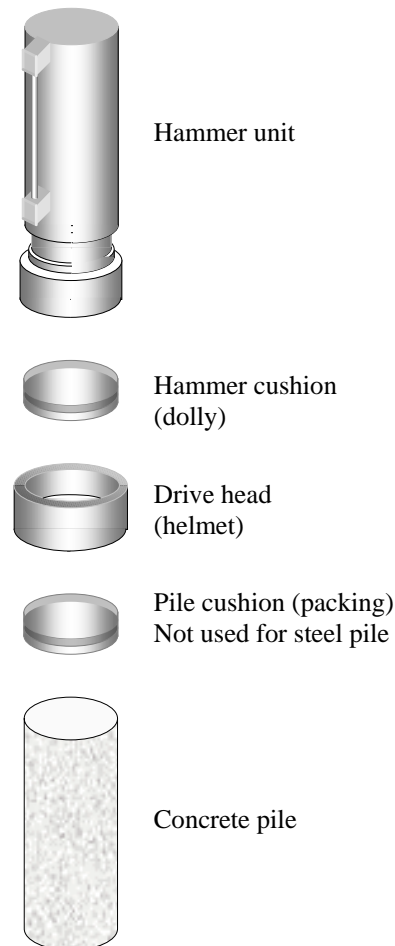 Hammer unit
Hammer cushion
(dolly)
Drive head
(helmet)
Pile cushion (packing)
Not used for steel pile
Concrete pile